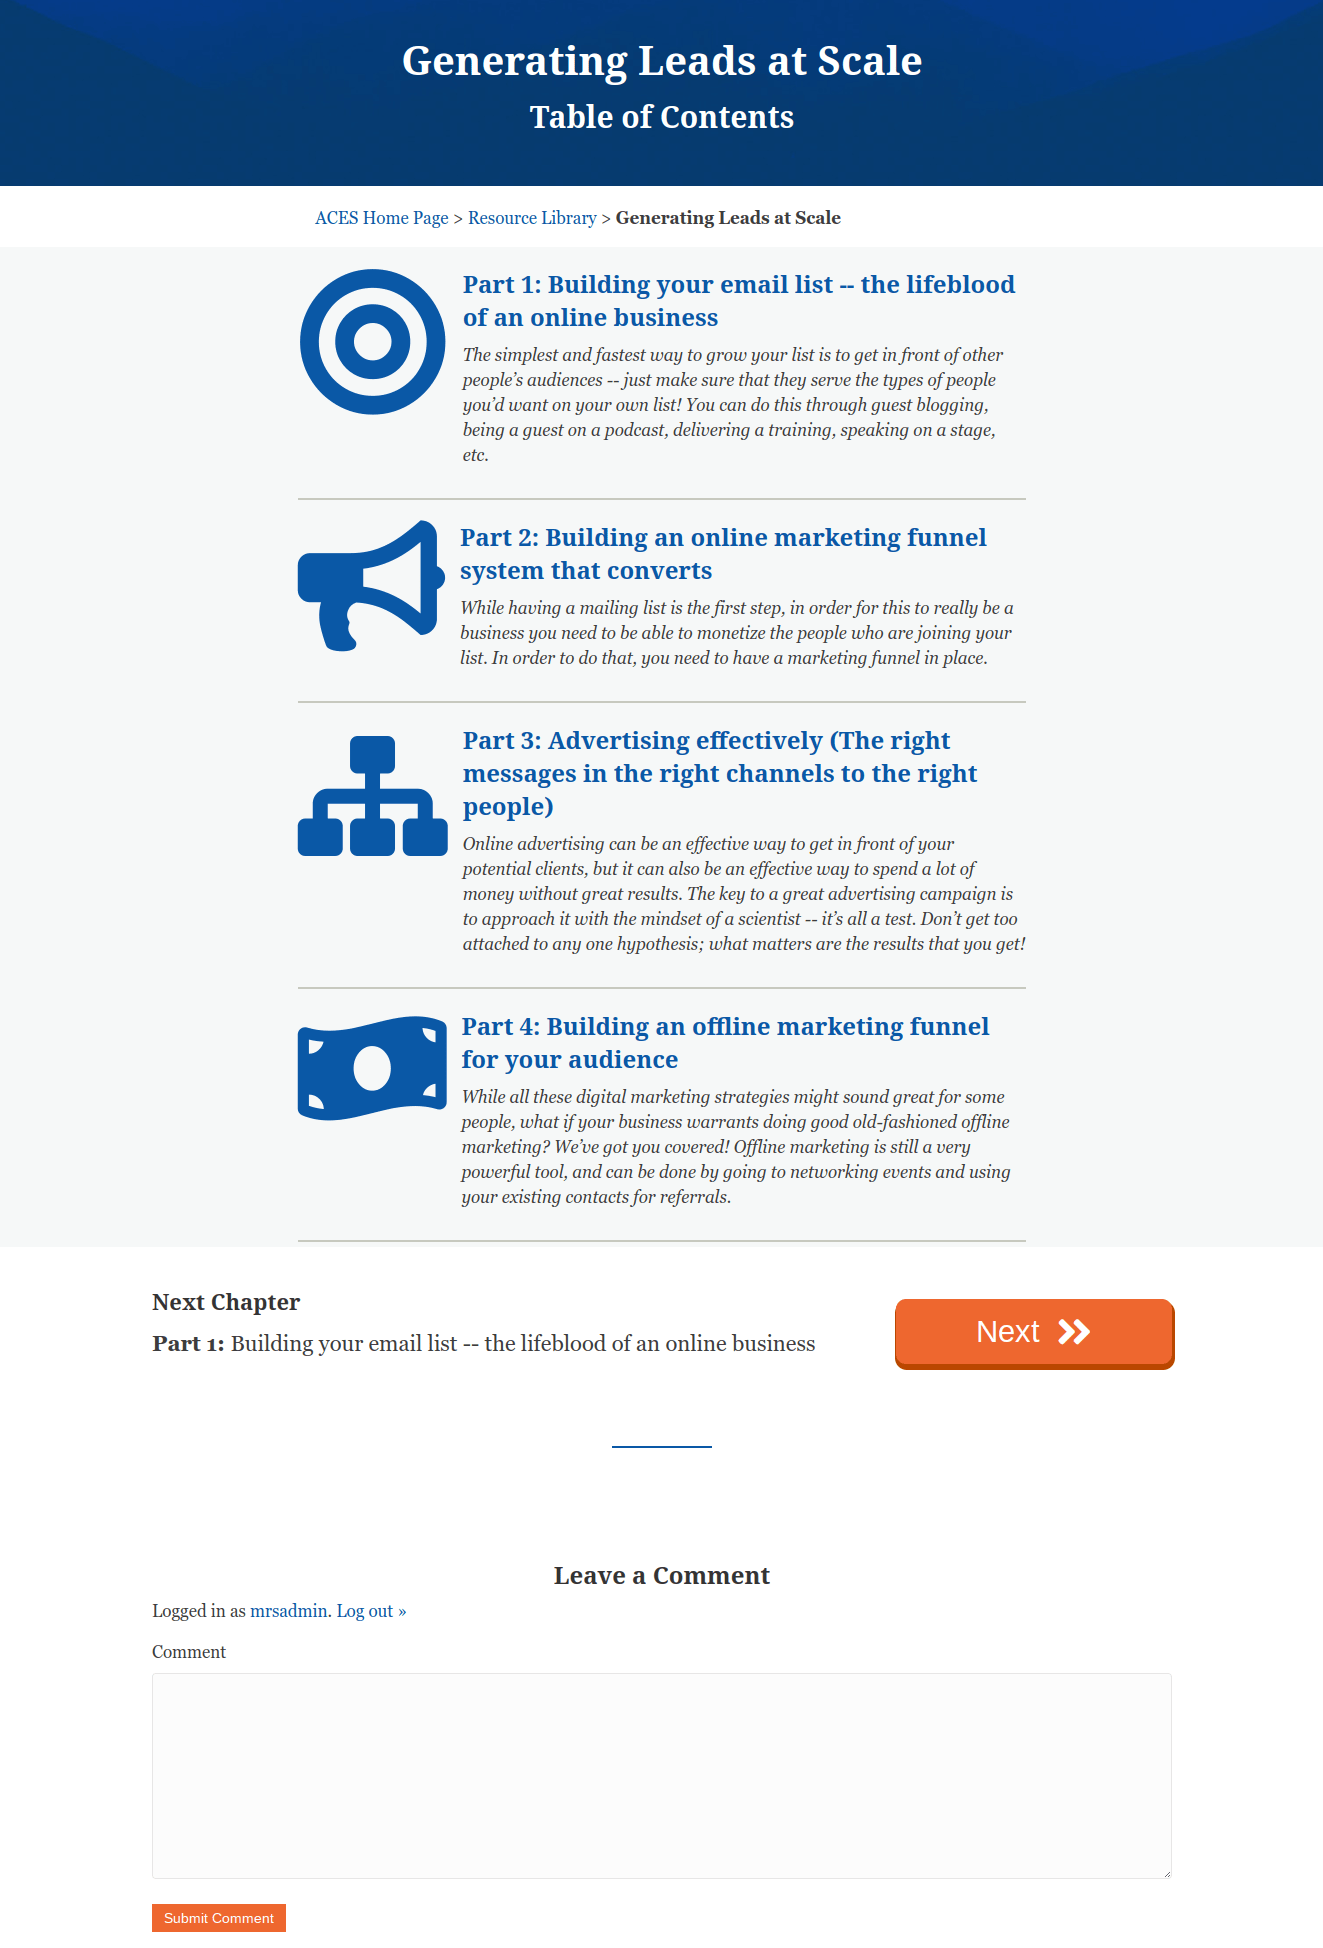 Generating Leads at Scale
Table of Contents
ACES Home Page > Resource Library > Generating Leads at Scale
Part 1: Building your email list -- the lifeblood
of an online business
The simplest and fastest way to grow your list is to get in front of other
people’s audiences -- just make sure that they serve the types of people
you’d want on your own list! You can do this through guest blogging,
being a guest on a podcast, delivering a training, speaking on a stage,
etc.
Part 2: Building an online marketing funnel
system that converts
While having a mailing list is the first step, in order for this to really be a
business you need to be able to monetize the people who are joining your
list. In order to do that, you need to have a marketing funnel in place.
Part 3: Advertising effectively (The right
messages in the right channels to the right
people)
Online advertising can be an effective way to get in front of your
potential clients, but it can also be an effective way to spend a lot of
money without great results. The key to a great advertising campaign is
to approach it with the mindset of a scientist -- it’s all a test. Don’t get too
attached to any one hypothesis; what matters are the results that you get!
Part 4: Building an offline marketing funnel
for your audience
While all these digital marketing strategies might sound great for some
people, what if your business warrants doing good old-fashioned offline
marketing? We’ve got you covered! Offline marketing is still a very
powerful tool, and can be done by going to networking events and using
your existing contacts for referrals.
Next Chapter
Part 1: Building your email list -- the lifeblood of an online business
Next
Leave a Comment
Logged in as mrsadmin. Log out »
Comment
Submit Comment